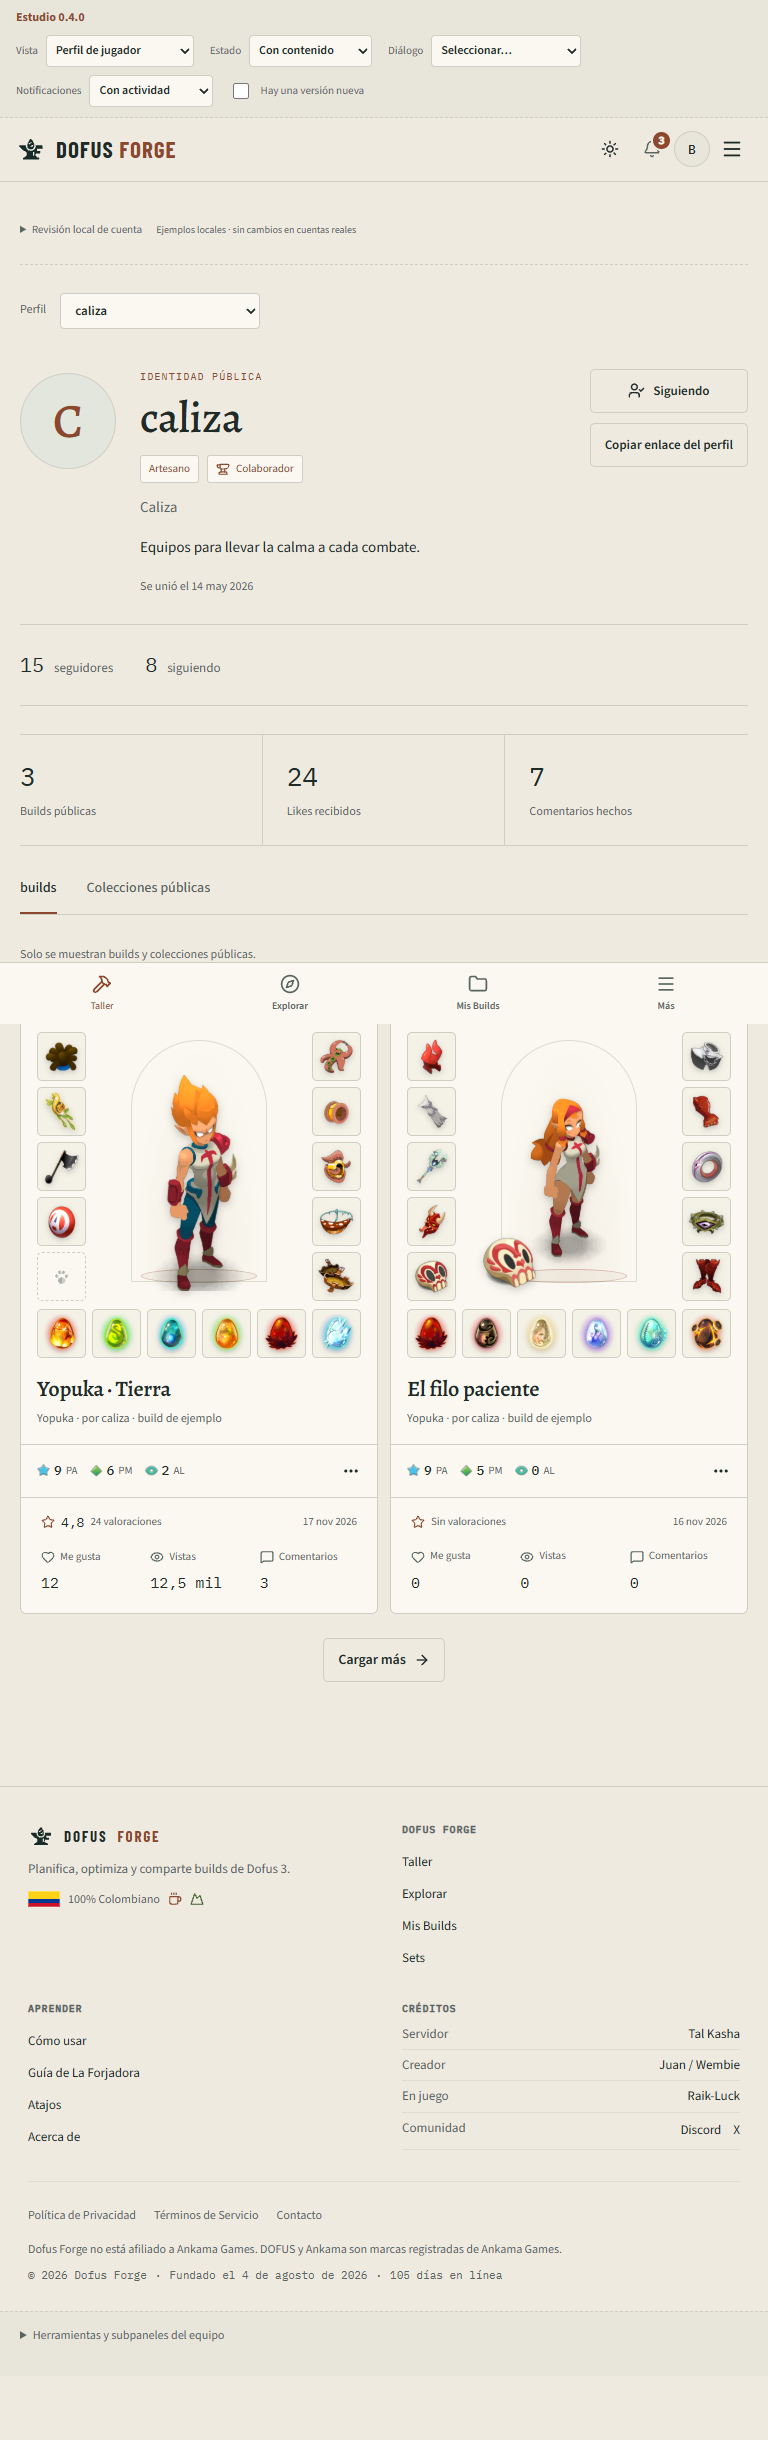 Estudio 0.4.0
Vista Perfil de jugador Estado Con contenido Diálogo Seleccionar...
Notificaciones Con actividad Hay una versión nueva
DOFUS FORGE 3 B
Revisión local de cuenta Ejemplos locales · sin cambios en cuentas reales
Perfil caliza
C
IDENTIDAD PÚBLICA
caliza
Artesano Colaborador
Caliza
Equipos para llevar la calma a cada combate.
Se unió el 14 may 2026
Siguiendo
Copiar enlace del perfil
15 seguidores 8 siguiendo
3 24 7
Builds públicas Likes recibidos Comentarios hechos
builds Colecciones públicas
Solo se muestran builds y colecciones públicas.
Taller Explorar Mis Builds Más
Yopuka · Tierra
Yopuka · por caliza · build de ejemplo
9 PA 6 PM 2 AL
4,8 24 valoraciones 17 nov 2026
Me gusta Vistas Comentarios
12 12,5 mil 3
El filo paciente
Yopuka · por caliza · build de ejemplo
9 PA 5 PM 0 AL
Sin valoraciones 16 nov 2026
Me gusta Vistas Comentarios
0 0 0
Cargar más
DOFUS FORGE
Planifica, optimiza y comparte builds de Dofus 3.
100% Colombiano
DOFUS FORGE
Taller
Explorar
Mis Builds
Sets
APRENDER
Cómo usar
Guía de La Forjadora
Atajos
Acerca de
CRÉDITOS
Servidor Tal Kasha
Creador Juan / Wembie
En juego Raik-Luck
Comunidad Discord X
Política de Privacidad Términos de Servicio Contacto
Dofus Forge no está afiliado a Ankama Games. DOFUS y Ankama son marcas registradas de Ankama Games.
© 2026 Dofus Forge · Fundado el 4 de agosto de 2026 · 105 días en línea
Herramientas y subpaneles del equipo